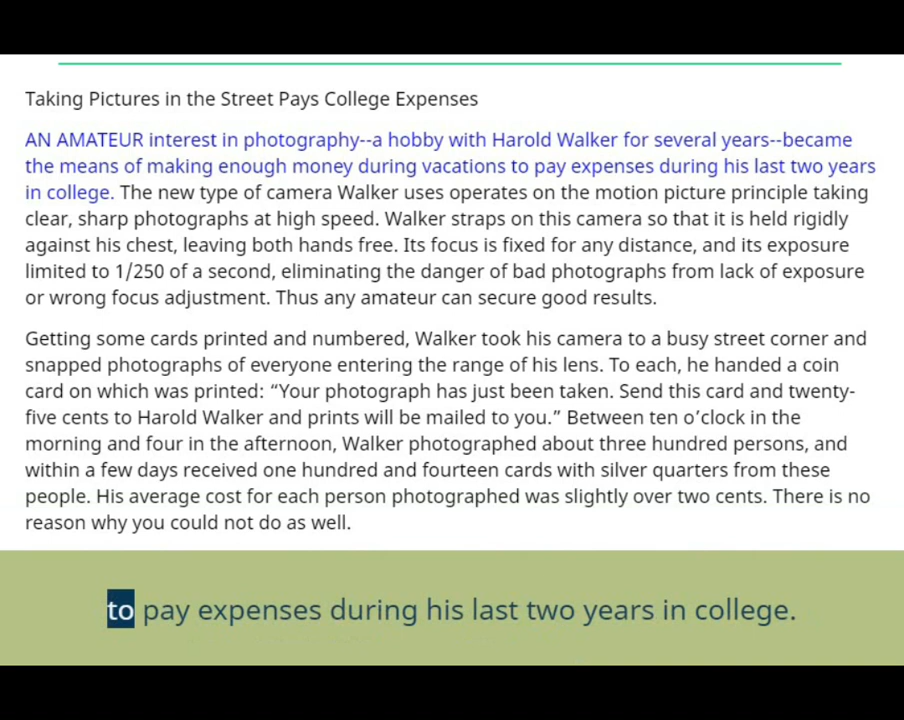 Taking Pictures in the Street Pays College Expenses
AN AMATEUR interest in photography--a hobby with Harold Walker for several years--became
the means of making enough money during vacations to pay expenses during his last two years
in college. The new type of camera Walker uses operates on the motion picture principle taking
clear, sharp photographs at high speed. Walker straps on this camera so that it is held rigidly
against his chest, leaving both hands free. Its focus is fixed for any distance, and its exposure
limited to 1/250 of a second, eliminating the danger of bad photographs from lack of exposure
or wrong focus adjustment. Thus any amateur can secure good results.
Getting some cards printed and numbered, Walker took his camera to a busy street corner and
snapped photographs of everyone entering the range of his lens. To each, he handed a coin
card on which was printed: “Your photograph has just been taken. Send this card and twenty-
five cents to Harold Walker and prints will be mailed to you.” Between ten o’clock in the
morning and four in the afternoon, Walker photographed about three hundred persons, and
within a few days received one hundred and fourteen cards with silver quarters from these
people. His average cost for each person photographed was slightly over two cents. There is no
reason why you could not do as well.
to pay expenses during his last two years in college.